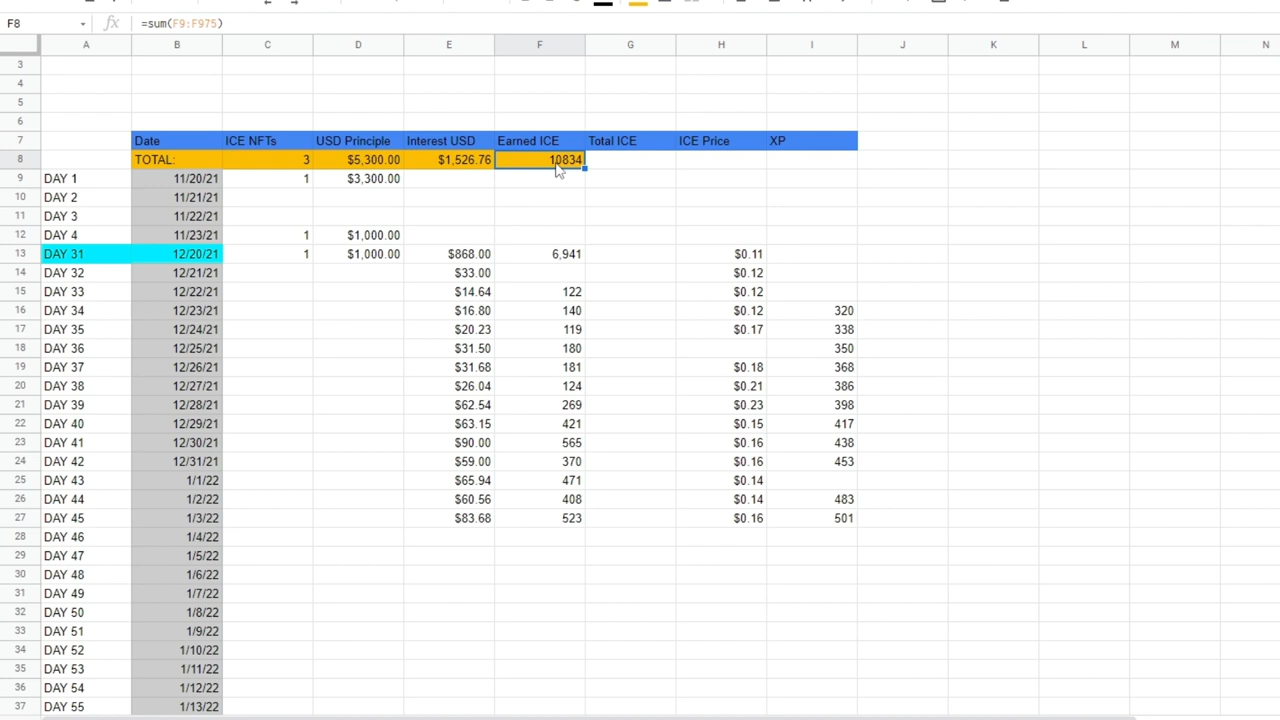 F8 fx =sum(F9:F975)
A B C D E F G H I J K L M N
3
4
5
6
7 Date ICE NFTs USD Principle Interest USD Earned ICE Total ICE ICE Price XP
8 TOTAL: 3 $5,300.00 $1,526.76 10834
9 DAY 1 11/20/21 1 $3,300.00
10 DAY 2 11/21/21
11 DAY 3 11/22/21
12 DAY 4 11/23/21 1 $1,000.00
13 DAY 31 12/20/21 1 $1,000.00 $868.00 6,941 $0.11
14 DAY 32 12/21/21 $33.00 $0.12
15 DAY 33 12/22/21 $14.64 122 $0.12
16 DAY 34 12/23/21 $16.80 140 $0.12 320
17 DAY 35 12/24/21 $20.23 119 $0.17 338
18 DAY 36 12/25/21 $31.50 180 350
19 DAY 37 12/26/21 $31.68 181 $0.18 368
20 DAY 38 12/27/21 $26.04 124 $0.21 386
21 DAY 39 12/28/21 $62.54 269 $0.23 398
22 DAY 40 12/29/21 $63.15 421 $0.15 417
23 DAY 41 12/30/21 $90.00 565 $0.16 438
24 DAY 42 12/31/21 $59.00 370 $0.16 453
25 DAY 43 1/1/22 $65.94 471 $0.14
26 DAY 44 1/2/22 $60.56 408 $0.14 483
27 DAY 45 1/3/22 $83.68 523 $0.16 501
28 DAY 46 1/4/22
29 DAY 47 1/5/22
30 DAY 48 1/6/22
31 DAY 49 1/7/22
32 DAY 50 1/8/22
33 DAY 51 1/9/22
34 DAY 52 1/10/22
35 DAY 53 1/11/22
36 DAY 54 1/12/22
37 DAY 55 1/13/22